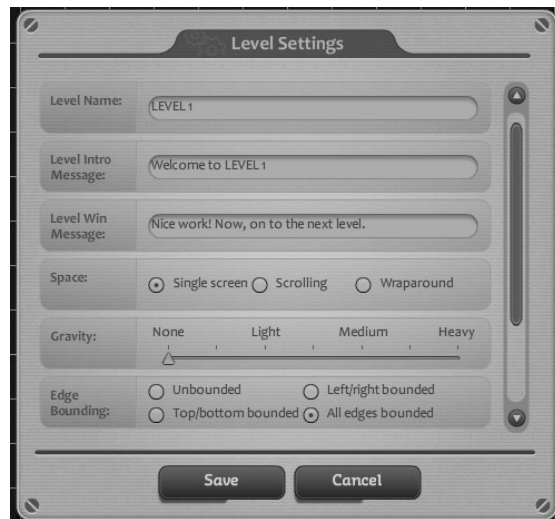 Level Settings
Level Name:
LEVEL 1
Level Intro
Message:
Welcome to LEVEL 1
Level Win
Message:
Nice work! Now, on to the next level.
Space:
Single screen Scrolling Wraparound
Gravity:
None Light Medium Heavy
Edge
Bounding:
Unbounded Left/right bounded
Top/bottom bounded All edges bounded
Save Cancel